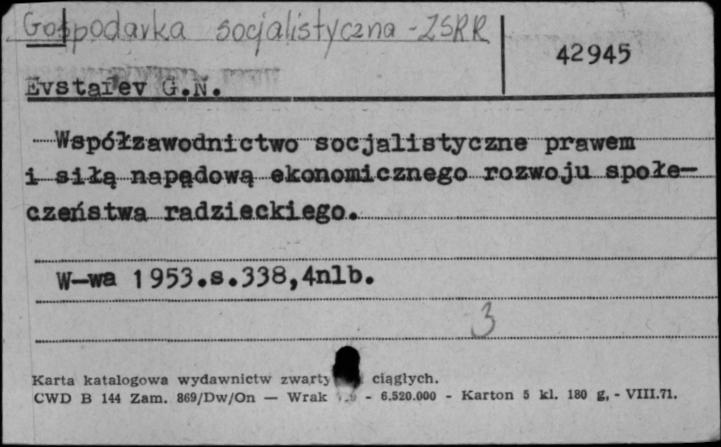 Gospodarka socjalistyczna - ZSRR
42945
Evstafev G.N.
Współzawodnictwo socjalistyczne prawem
i siłą napędową ekonomicznego rozwoju społe-
czeństwa radzieckiego.
W-wa 1953.s.338,4nlb.
3
Karta katalogowa wydawnictw zwarty ciągłych.
CWD B 144 Zam. 869/Dw/On — Wrak - 6.520.000 - Karton 5 kl. 180 g, - VIII.71.